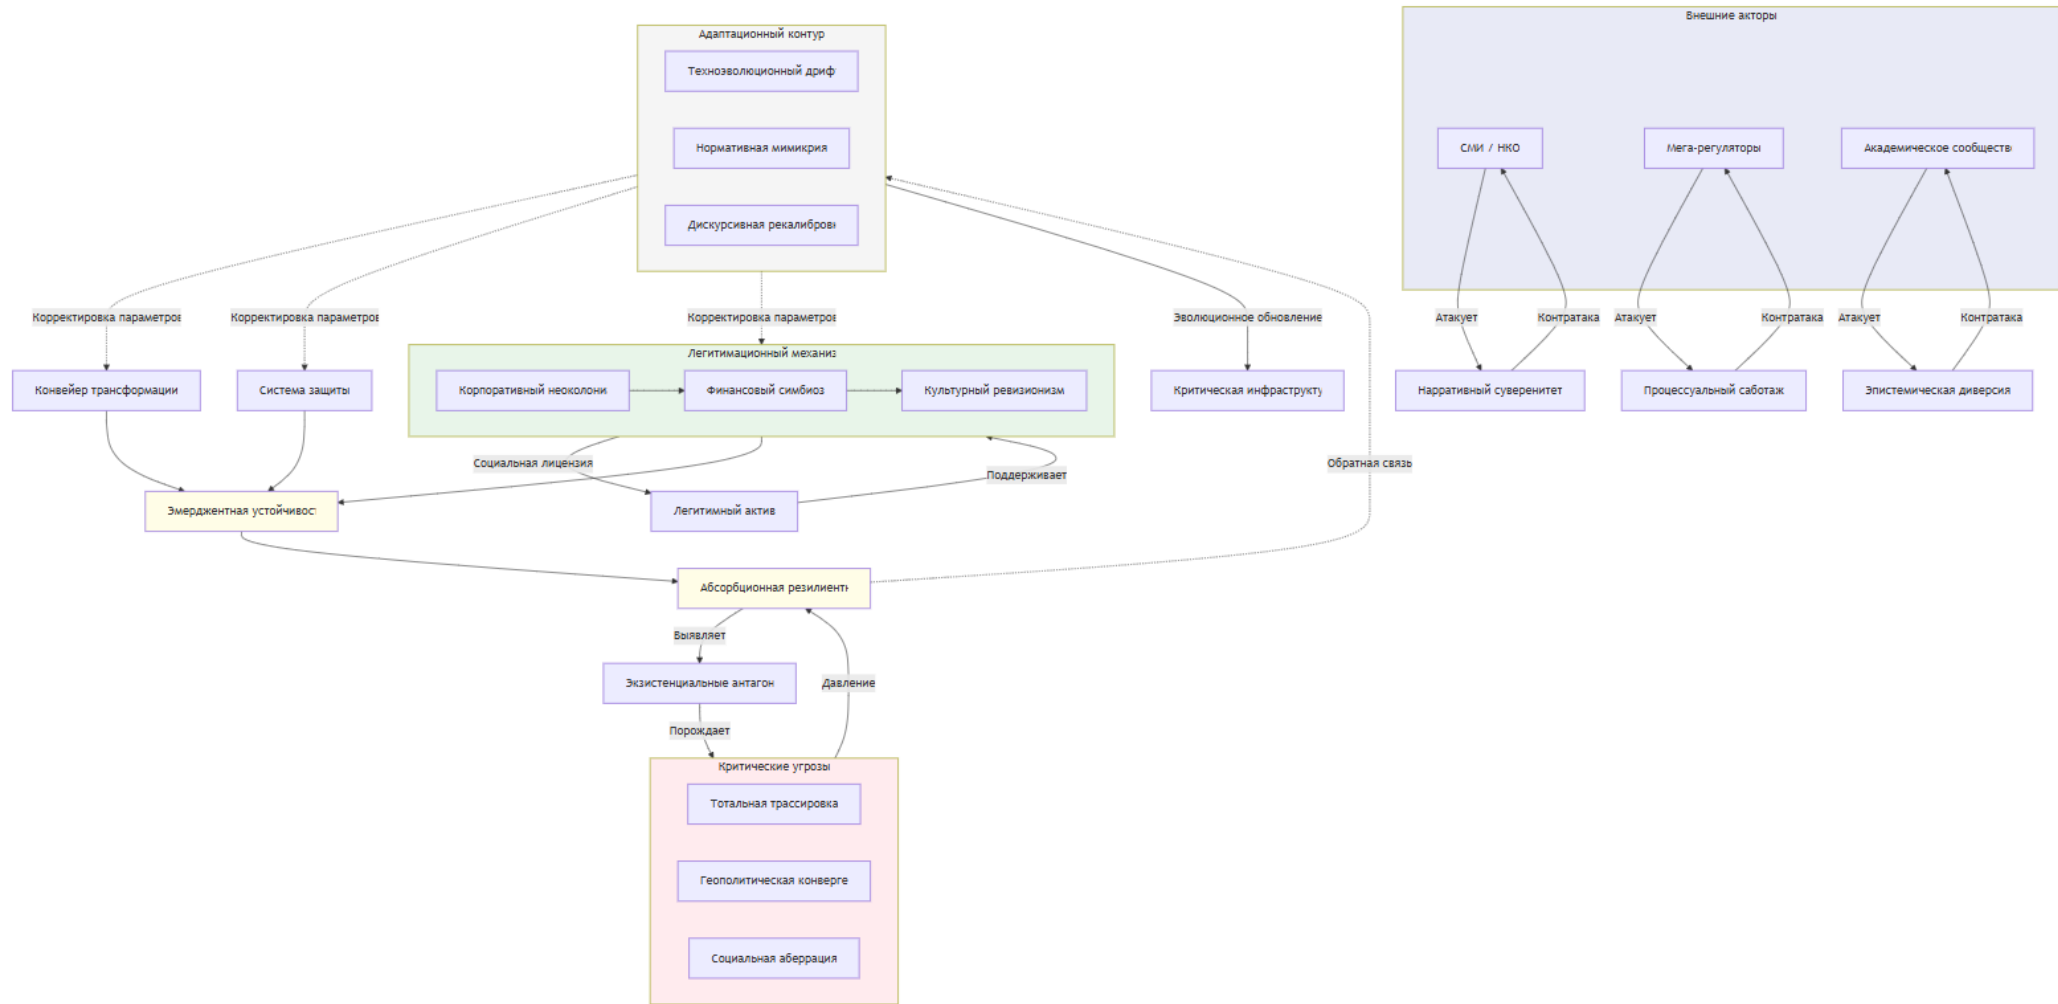 Адаптационный контур
Техноэволюционный дриф
Нормативная мимикрия
Дискурсивная рекалибров
Внешние акторы
СМИ / НКО
Мега-регуляторы
Академическое сообществ
Корректировка параметров
Корректировка параметров
Корректировка параметров
Эволюционное обновление
Атакует
Контратака
Атакует
Контратака
Атакует
Контратака
Конвейер трансформации
Система защиты
Легитимационный механиз
Корпоративный неоколони
Финансовый симбиоз
Культурный ревизионизм
Критическая инфраструкту
Нарративный суверенитет
Процессуальный саботаж
Эпистемическая диверсия
Социальная лицензия
Поддерживает
Обратная связь
Эмерджентная устойчивос
Легитимный актив
Абсорбционная резилиентн
Выявляет
Экзистенциальные антагон
Давление
Порождает
Критические угрозы
Тотальная трассировка
Геополитическая конверге
Социальная аберрация